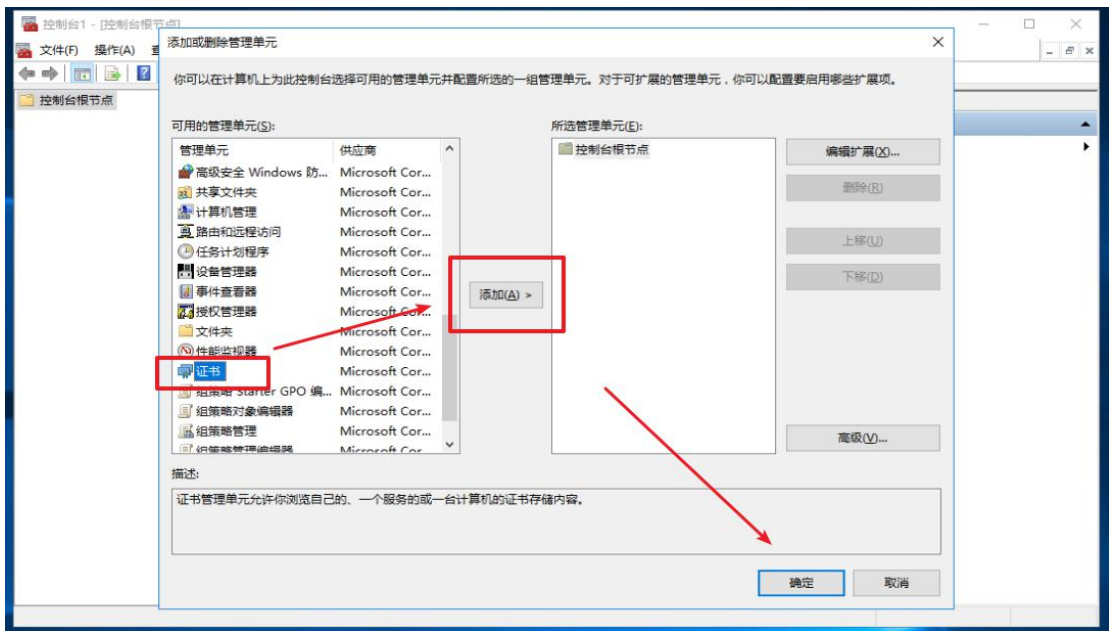 控制台1 - [控制台根节点]
文件(F) 操作(A)
控制台根节点
添加或删除管理单元
你可以在计算机上为此控制台选择可用的管理单元并配置所选的一组管理单元。对于可扩展的管理单元，你可以配置要启用哪些扩展项。
可用的管理单元(S):
管理单元 供应商
高级安全 Windows 防... Microsoft Cor...
共享文件夹 Microsoft Cor...
计算机管理 Microsoft Cor...
路由和远程访问 Microsoft Cor...
任务计划程序 Microsoft Cor...
设备管理器 Microsoft Cor...
事件查看器 Microsoft Cor...
授权管理器 Microsoft Cor...
文件夹 Microsoft Cor...
性能监视器 Microsoft Cor...
证书 Microsoft Cor...
组策略 Starter GPO 编... Microsoft Cor...
组策略对象编辑器 Microsoft Cor...
组策略管理 Microsoft Cor...
组策略管理编辑器 Microsoft Cor...
添加(A) >
所选管理单元(E):
控制台根节点
编辑扩展(X)...
删除(R)
上移(U)
下移(D)
高级(V)...
描述:
证书管理单元允许你浏览自己的、一个服务的或一台计算机的证书存储内容。
确定
取消